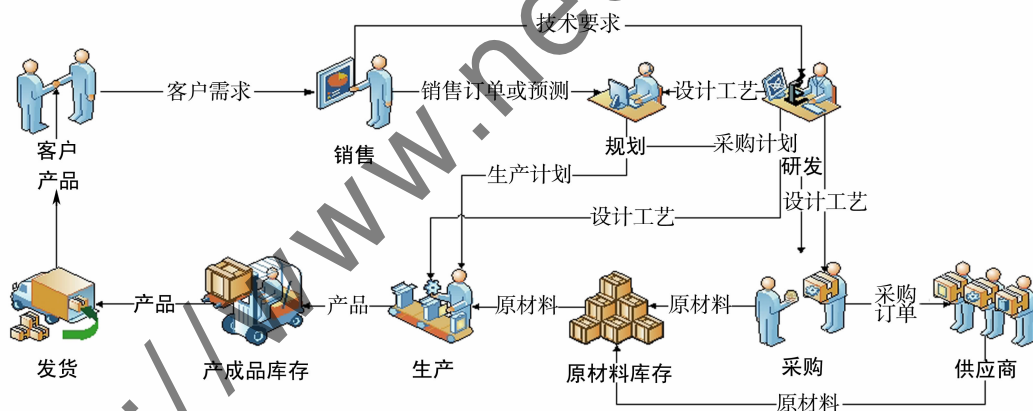 技术要求
客户需求
销售订单或预测
设计工艺
客户
销售
规划
采购计划
研发
产品
生产计划
设计工艺
设计工艺
产品
产品
原材料
原材料
采购
订单
发货
产成品库存
生产
原材料库存
采购
供应商
原材料
://www.ne